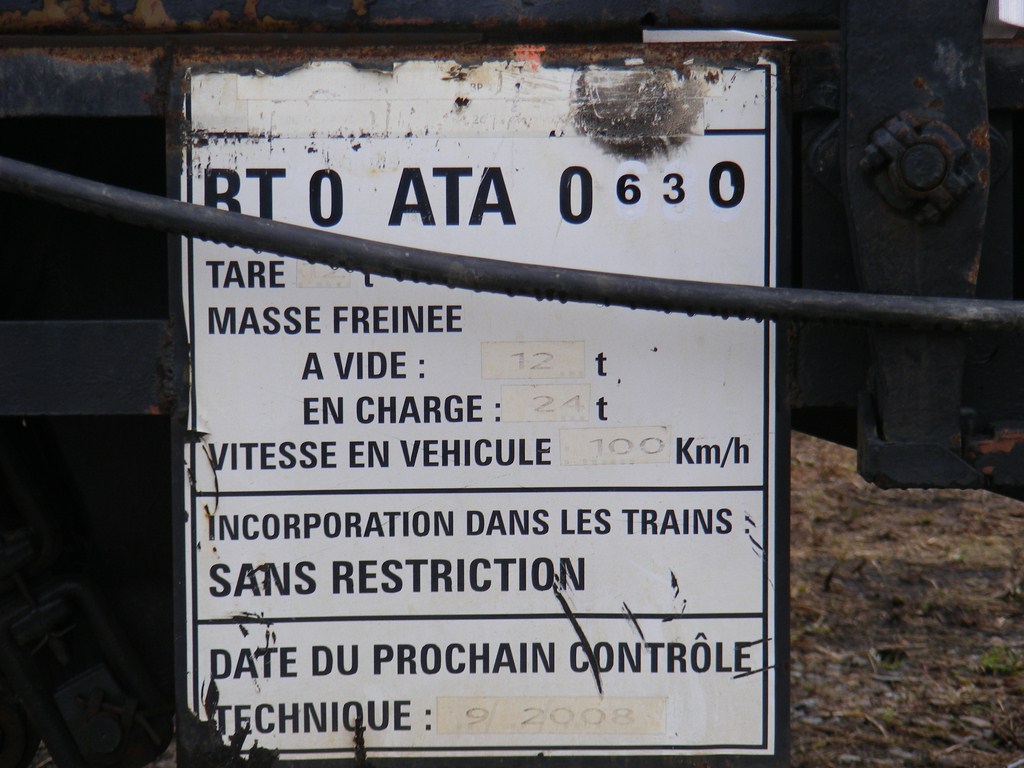 RT 0 ATA 0630
TARE 12 t
MASSE FREINEE
A VIDE : 12 t
EN CHARGE : 24 t
VITESSE EN VEHICULE 100 Km/h
INCORPORATION DANS LES TRAINS :
SANS RESTRICTION
DATE DU PROCHAIN CONTRÔLE
TECHNIQUE : 9/ 2008